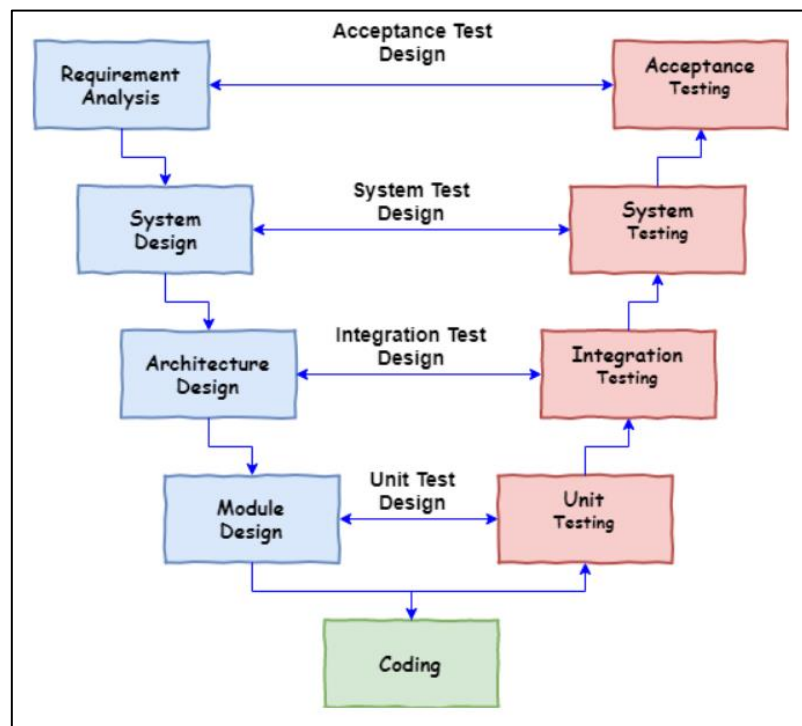 Acceptance Test
Design
Requirement
Analysis
Acceptance
Testing
System Test
Design
System
Design
System
Testing
Integration Test
Design
Architecture
Design
Integration
Testing
Unit Test
Design
Module
Design
Unit
Testing
Coding